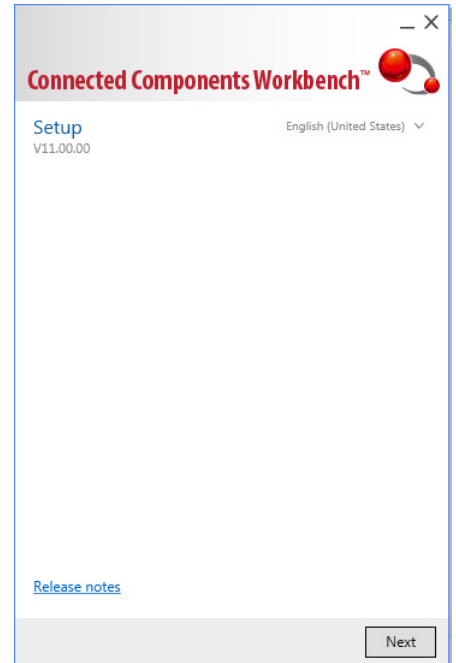 Connected Components Workbench™
Setup
English (United States)
V11.00.00
Release notes
Next